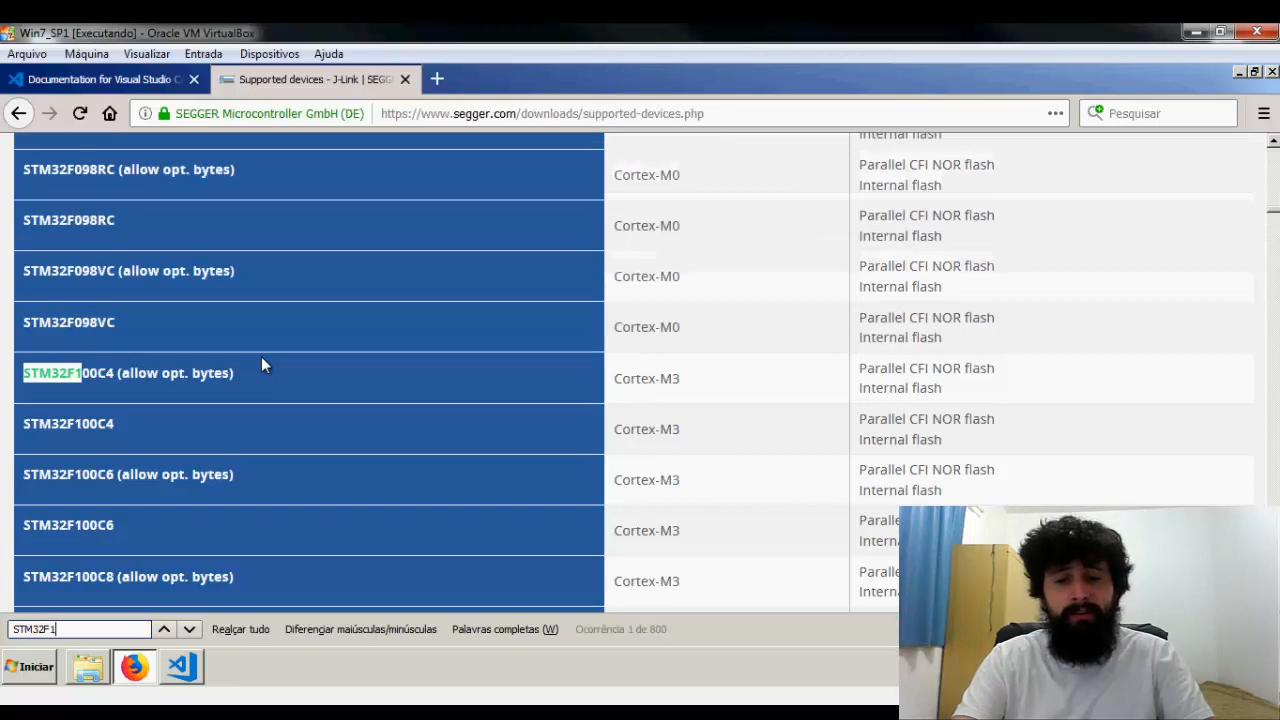 Win7_SP1 [Executando] - Oracle VM VirtualBox
Arquivo Máquina Visualizar Entrada Dispositivos Ajuda
Documentation for Visual Studio C
Supported devices - J-Link | SEGG
SEGGER Microcontroller GmbH (DE) https://www.segger.com/downloads/supported-devices.php
Pesquisar
Internal flash
STM32F098RC (allow opt. bytes) Cortex-M0 Parallel CFI NOR flash
Internal flash
STM32F098RC Cortex-M0 Parallel CFI NOR flash
Internal flash
STM32F098VC (allow opt. bytes) Cortex-M0 Parallel CFI NOR flash
Internal flash
STM32F098VC Cortex-M0 Parallel CFI NOR flash
Internal flash
STM32F100C4 (allow opt. bytes) Cortex-M3 Parallel CFI NOR flash
Internal flash
STM32F100C4 Cortex-M3 Parallel CFI NOR flash
Internal flash
STM32F100C6 (allow opt. bytes) Cortex-M3 Parallel CFI NOR flash
Internal flash
STM32F100C6 Cortex-M3 Paralle
Interna
STM32F100C8 (allow opt. bytes) Cortex-M3 Paralle
Interna
STM32F1 Realçar tudo Diferenciar maiúsculas/minúsculas Palavras completas (W) Ocorrência 1 de 800
Iniciar